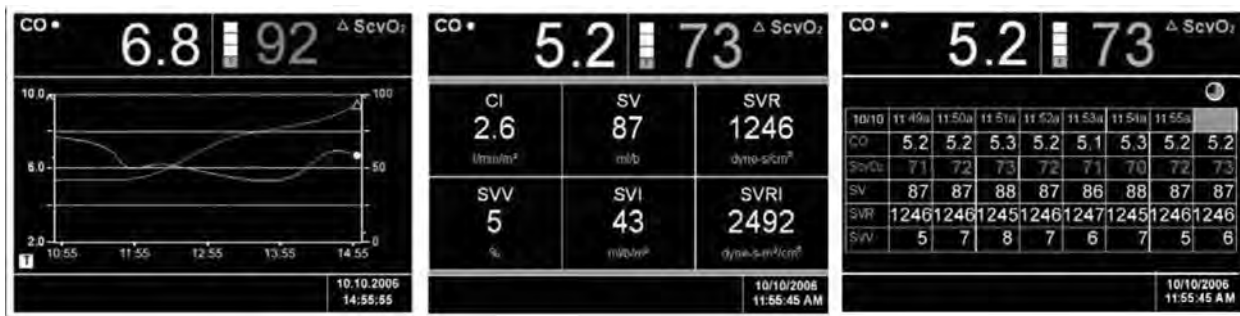 CO
6.8
92
△ ScvO₂
10.0
100
6.0
50
2.0
0
10:55 11:55 12:55 13:55 14:55
T
10.10.2006
14:55:55
CO
5.2
73
△ ScvO₂
CI SV SVR
2.6 87 1246
l/min/m² ml/b dyne-s/cm⁵
SVV SVI SVRI
5 43 2492
% ml/b/m² dyne-s-m²/cm⁵
10/10/2006
11:55:45 AM
CO
5.2
73
△ ScvO₂
10/10 11:49a 11:50a 11:51a 11:52a 11:53a 11:54a 11:55a
CO 5.2 5.2 5.3 5.2 5.1 5.3 5.2 5.2
ScvO₂ 71 72 73 72 71 70 72 73
SV 87 87 88 87 86 88 87 87
SVR 1246 1246 1245 1246 1247 1245 1246 1246
SVV 5 7 8 7 6 7 5 6
10/10/2006
11:55:45 AM